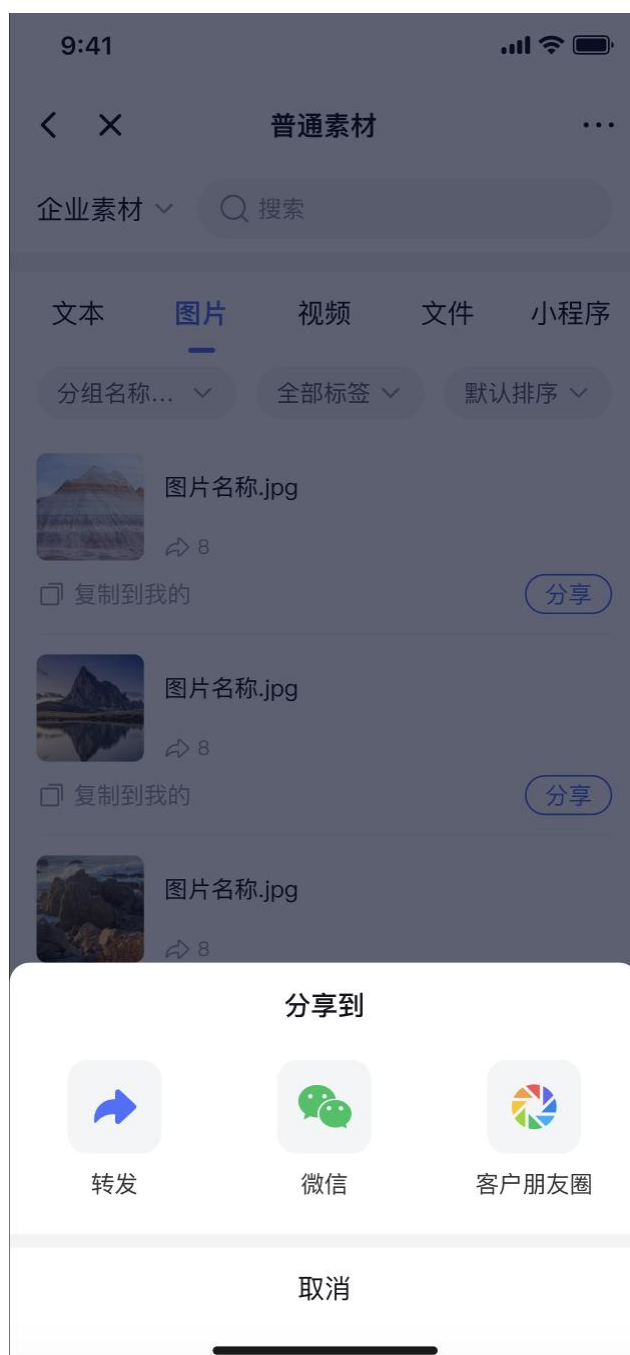 9:41
普通素材
企业素材 搜索
文本 图片 视频 文件 小程序
分组名称... 全部标签 默认排序
图片名称.jpg
8
复制到我的 分享
图片名称.jpg
8
复制到我的 分享
图片名称.jpg
8
分享到
转发 微信 客户朋友圈
取消